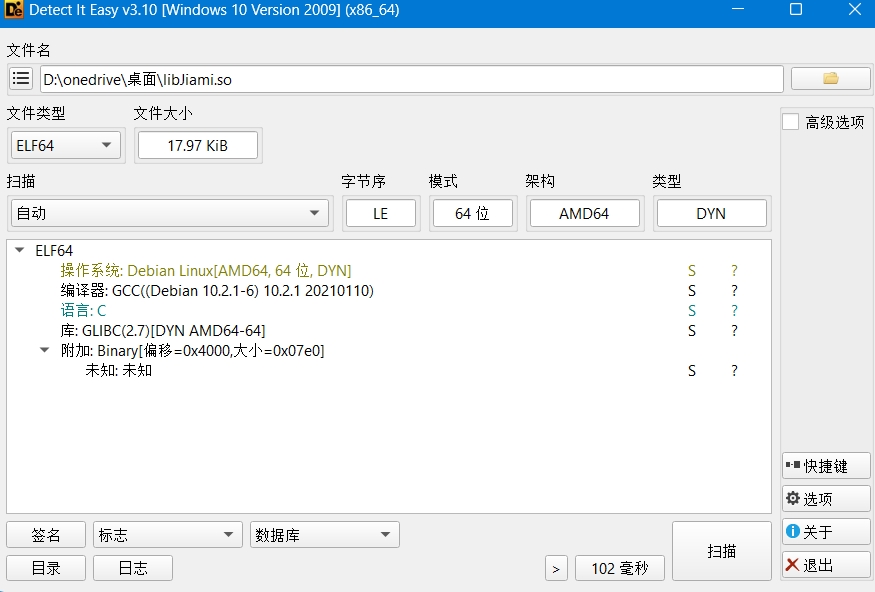 Detect It Easy v3.10 [Windows 10 Version 2009] (x86_64)
文件名
D:\onedrive\桌面\libJiami.so
文件类型 文件大小
高级选项
ELF64 17.97 KiB
扫描 字节序 模式 架构 类型
自动 LE 64 位 AMD64 DYN
ELF64
操作系统: Debian Linux[AMD64, 64 位, DYN] S ?
编译器: GCC((Debian 10.2.1-6) 10.2.1 20210110) S ?
语言: C S ?
库: GLIBC(2.7)[DYN AMD64-64] S ?
附加: Binary[偏移=0x4000,大小=0x07e0]
未知: 未知 S ?
快捷键
选项
签名 标志 数据库 扫描 关于
目录 日志 > 102 毫秒 退出